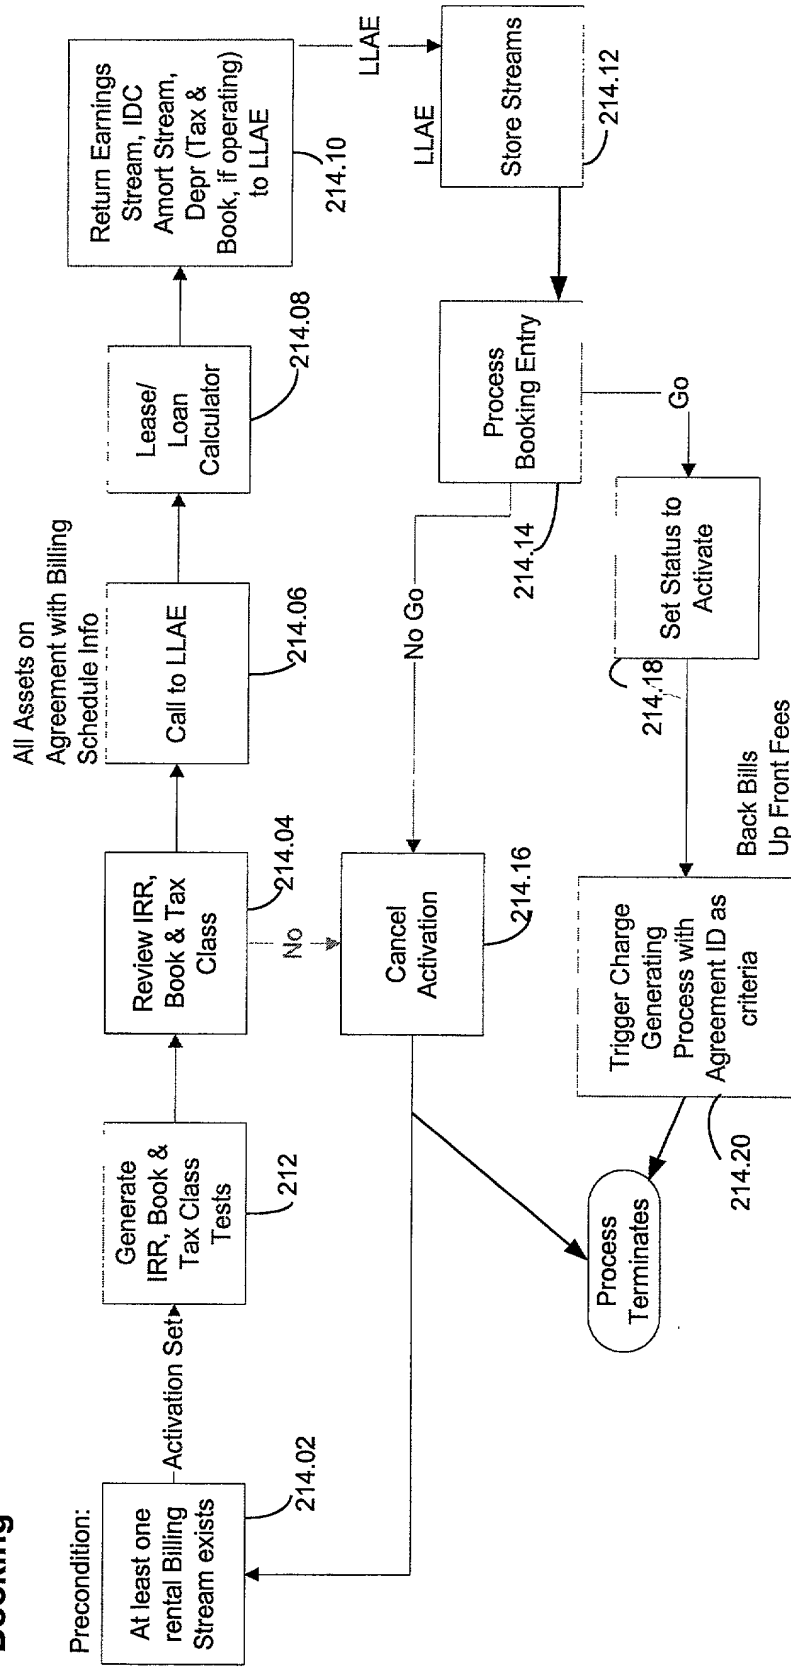 Booking
Precondition:
At least one
rental Billing
Stream exists
214.02
Activation Set
Generate
IRR, Book &
Tax Class
Tests
212
Review IRR,
Book & Tax
Class
214.04
No
All Assets on
Agreement with Billing
Schedule Info
Call to LLAE
214.06
Lease/
Loan
Calculator
214.08
Return Earnings
Stream, IDC
Amort Stream,
Depr (Tax &
Book, if operating)
to LLAE
214.10
LLAE
LLAE
Store Streams
214.12
Process
Booking Entry
214.14
No Go
Go
Cancel
Activation
214.16
Set Status to
Activate
214.18
Back Bills
Up Front Fees
Trigger Charge
Generating
Process with
Agreement ID as
criteria
214.20
Process
Terminates